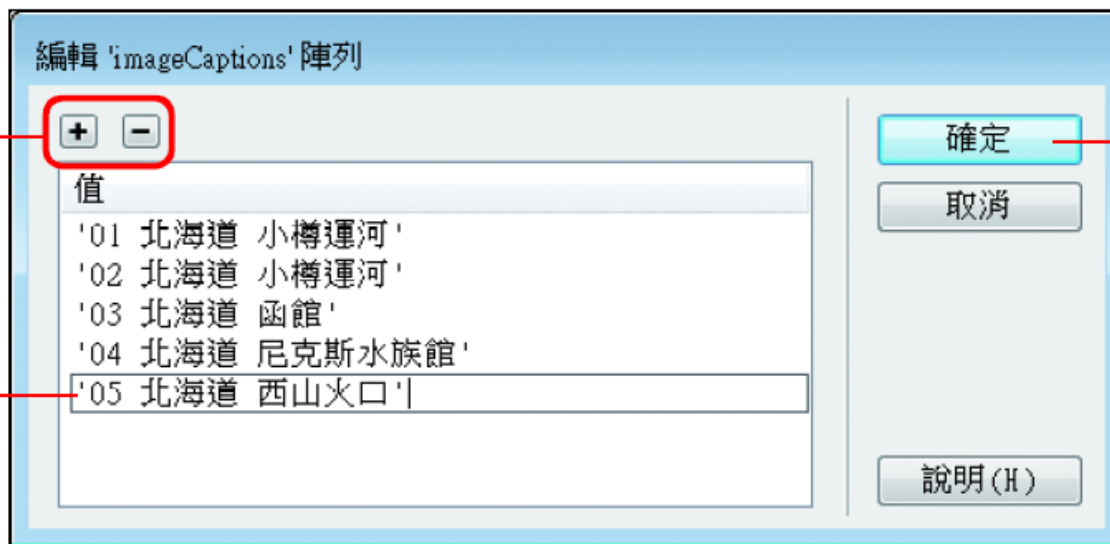 編輯 'imageCaptions' 陣列
+ −
確定
值
取消
'01 北海道 小樽運河'
'02 北海道 小樽運河'
'03 北海道 函館'
'04 北海道 尼克斯水族館'
'05 北海道 西山火口'
說明(H)